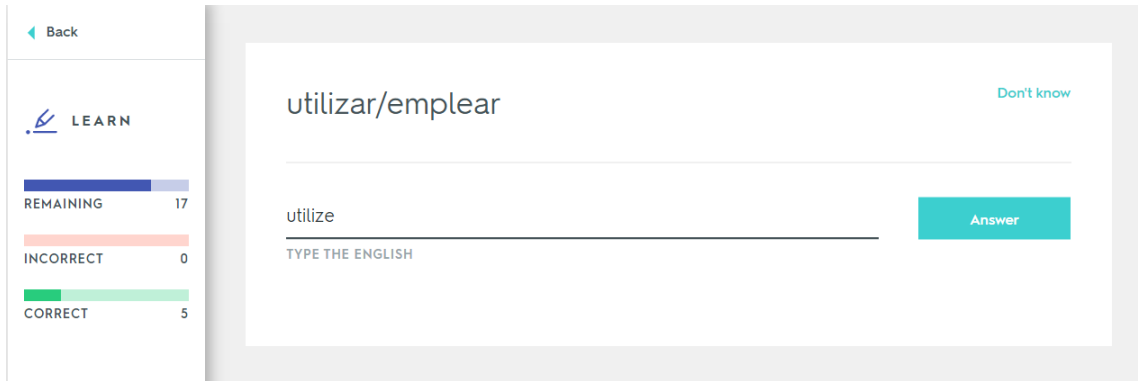 Back
LEARN
REMAINING 17
INCORRECT 0
CORRECT 5
utilizar/emplear
Don't know
utilize
Answer
TYPE THE ENGLISH